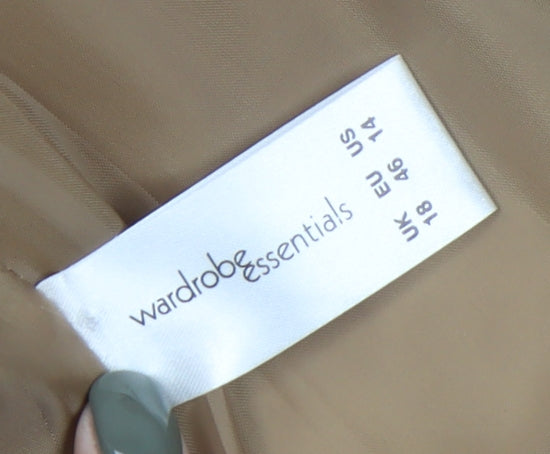 wardrobe
essentials
UK EU US
18 46 14